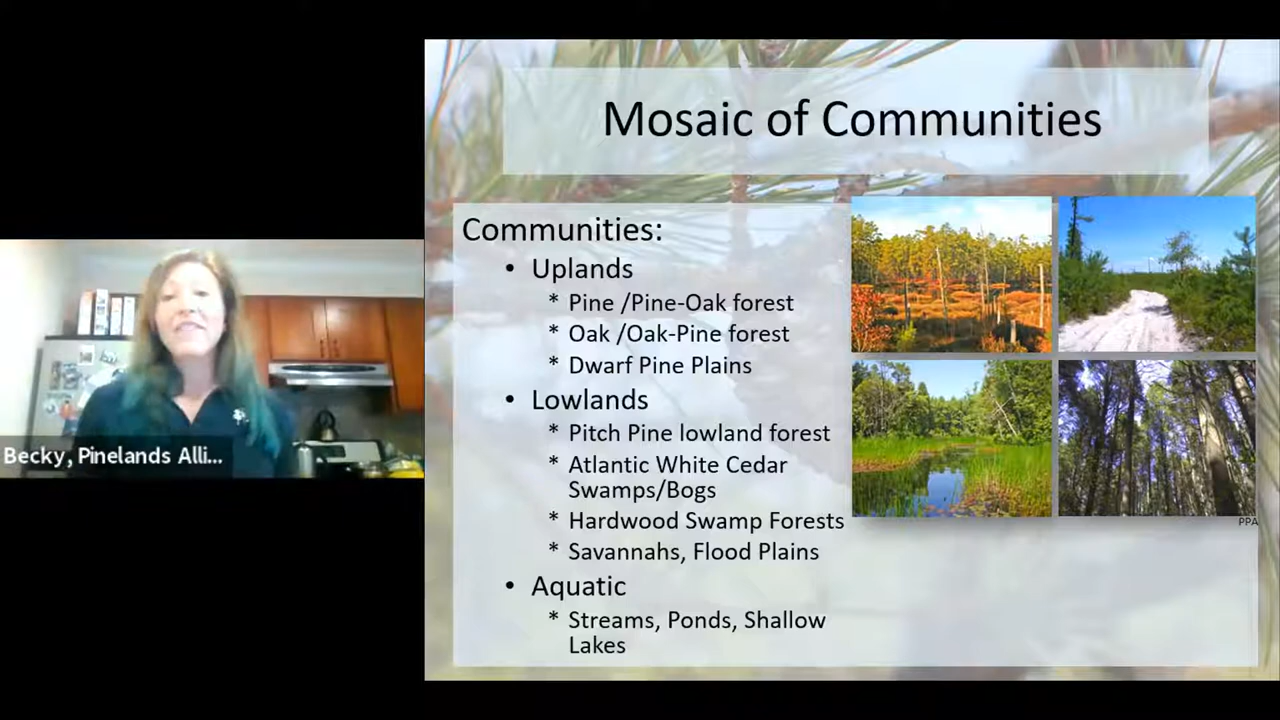 Mosaic of Communities
Communities:
• Uplands
* Pine /Pine-Oak forest
* Oak /Oak-Pine forest
* Dwarf Pine Plains
• Lowlands
* Pitch Pine lowland forest
* Atlantic White Cedar
Swamps/Bogs
* Hardwood Swamp Forests
* Savannahs, Flood Plains
• Aquatic
* Streams, Ponds, Shallow
Lakes
PPA
Becky, Pinelands Alli...